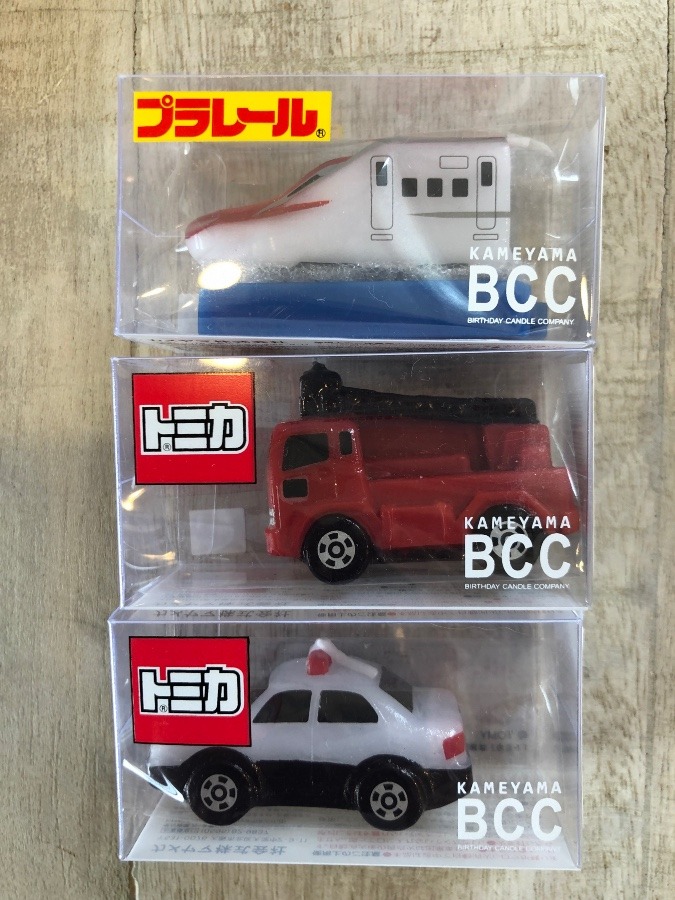 プラレール®
KAMEYAMA
BCC
BIRTHDAY CANDLE COMPANY
トミカ®
KAMEYAMA
BCC
BIRTHDAY CANDLE COMPANY
トミカ®
KAMEYAMA
BCC
BIRTHDAY CANDLE COMPANY